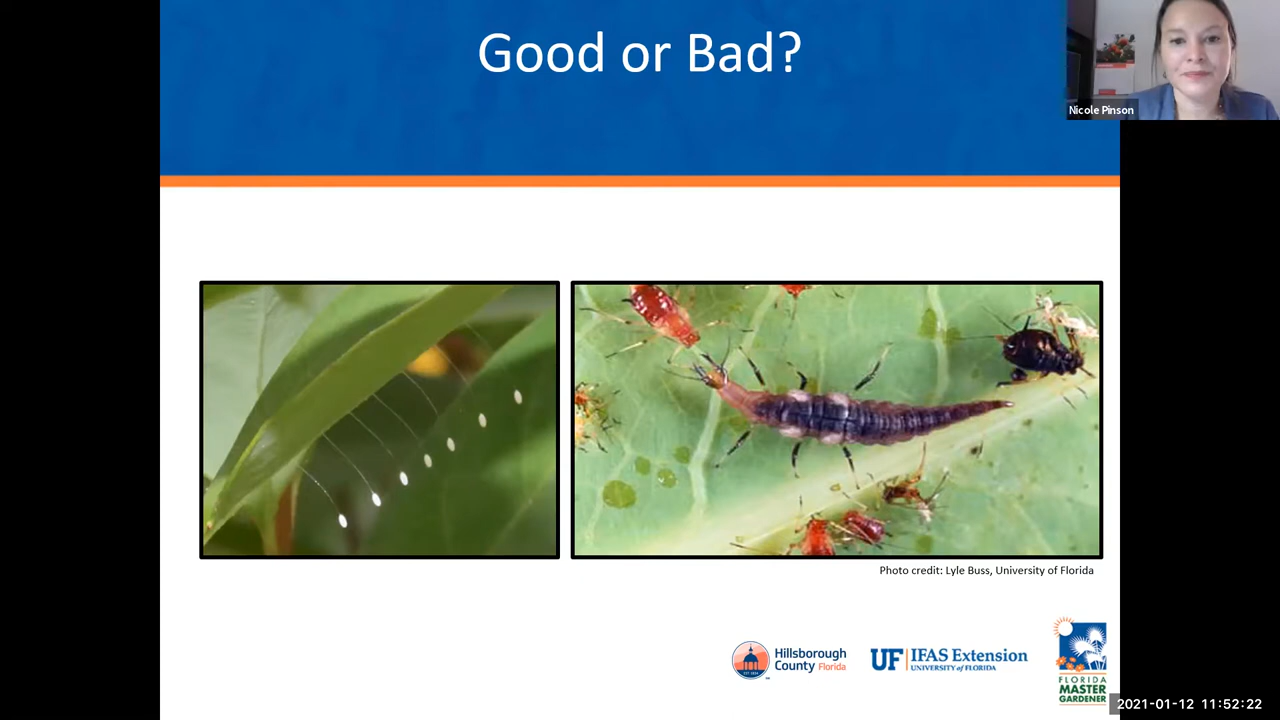 Good or Bad?
Nicole Pinson
Photo credit: Lyle Buss, University of Florida
Hillsborough
County Florida
UF IFAS Extension
UNIVERSITY of FLORIDA
FLORIDA
MASTER
GARDENER
2021-01-12 11:52:22